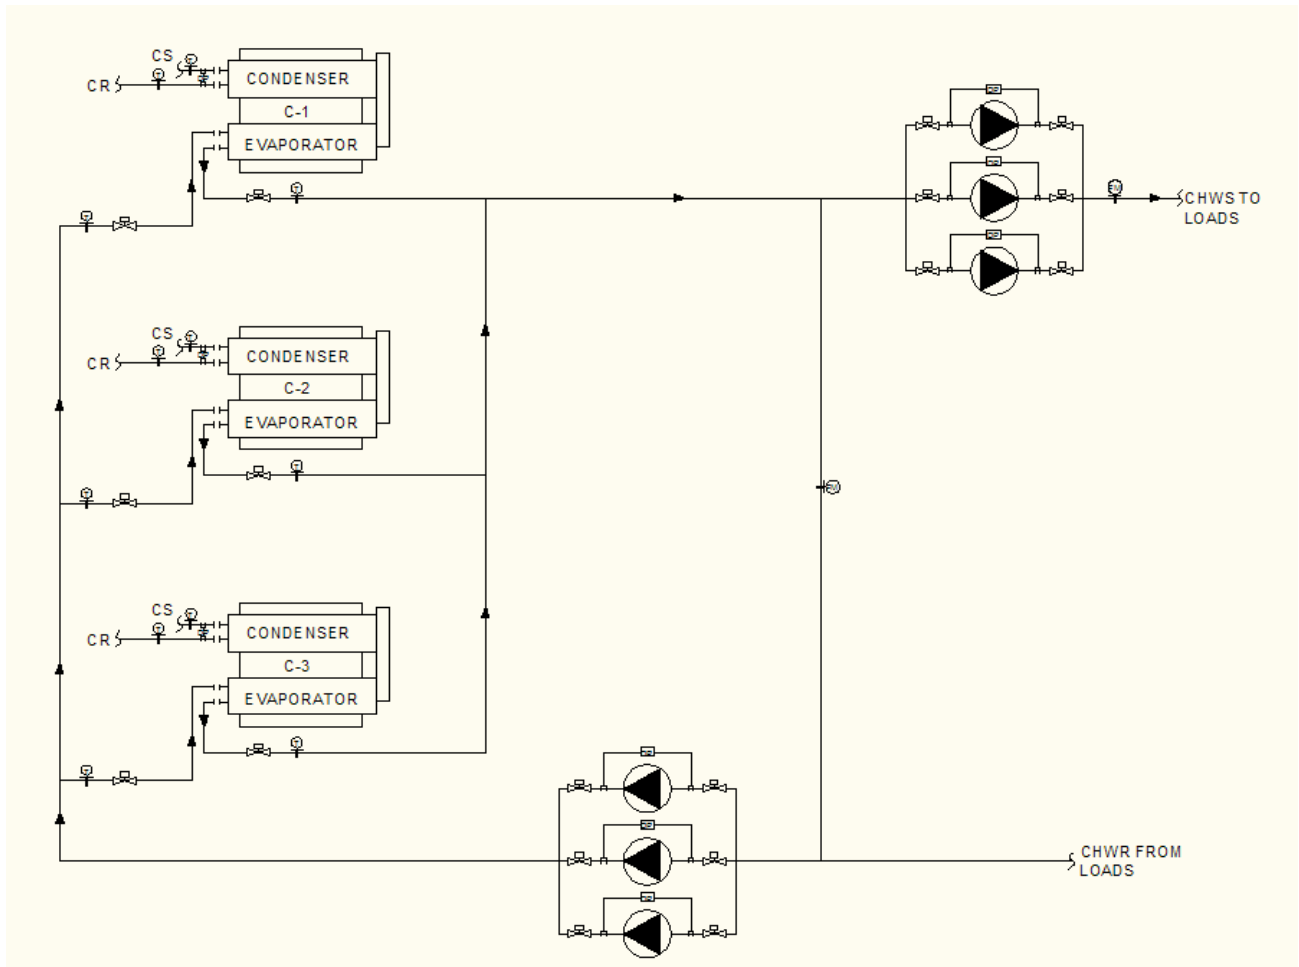 CS
CR
CONDENSER
C-1
EVAPORATOR
CHWS TO
LOADS
CS
CR
CONDENSER
C-2
EVAPORATOR
CS
CR
CONDENSER
C-3
EVAPORATOR
CHWR FROM
LOADS